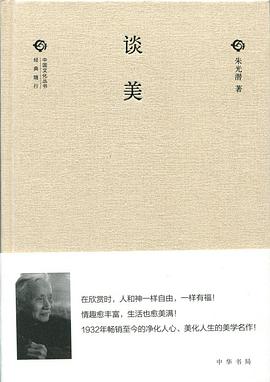 谈美
朱光潜 著
中国文化丛书
经典随行
在欣赏时，人和神一样自由，一样有福！
情趣愈丰富，生活也愈美满！
1932年畅销至今的净化人心、美化人生的美学名作！
中华书局